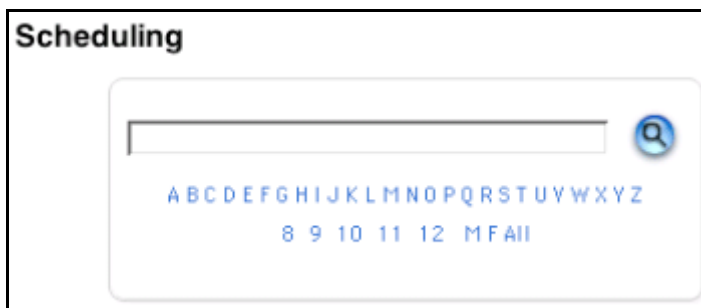 Scheduling
A B C D E F G H I J K L M N O P Q R S T U V W X Y Z
8 9 10 11 12 M F All